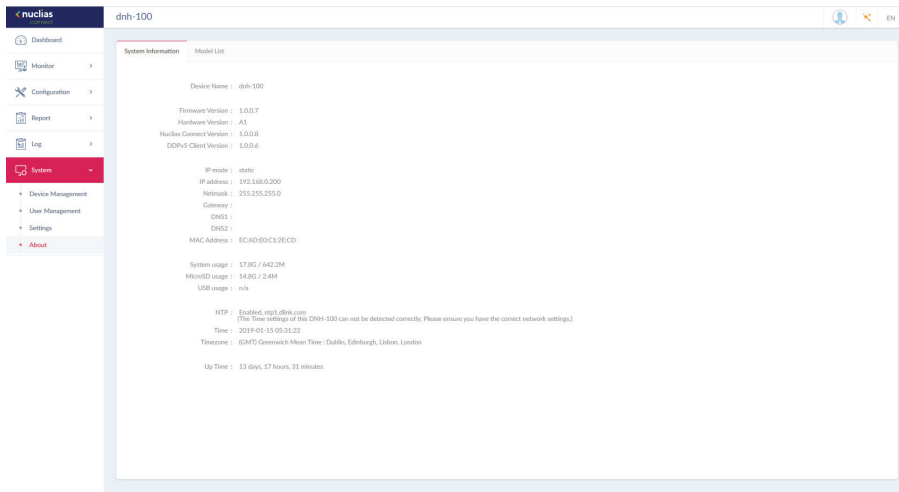 nuclias
connect
dnh-100
EN
Dashboard
Monitor
Configuration
Report
Log
System
Device Management
User Management
Settings
About
System Information
Model List
Device Name : dnh-100
Firmware Version : 1.0.0.7
Hardware Version : A1
Nuclias Connect Version : 1.0.0.8
DDPv5 Client Version : 1.0.0.6
IP mode : static
IP address : 192.168.0.200
Netmask : 255.255.255.0
Gateway :
DNS1 :
DNS2 :
MAC Address : EC:AD:E0:C1:2E:CD
System usage : 17.8G / 642.2M
MicroSD usage : 14.8G / 2.4M
USB usage : n/a
NTP : Enabled, ntp1.dlink.com
(The Time settings of this DNH-100 can not be detected correctly. Please ensure you have the correct network settings.)
Time : 2019-01-15 05:31:22
Timezone : (GMT) Greenwich Mean Time : Dublin, Edinburgh, Lisbon, London
Up Time : 13 days, 17 hours, 31 minutes